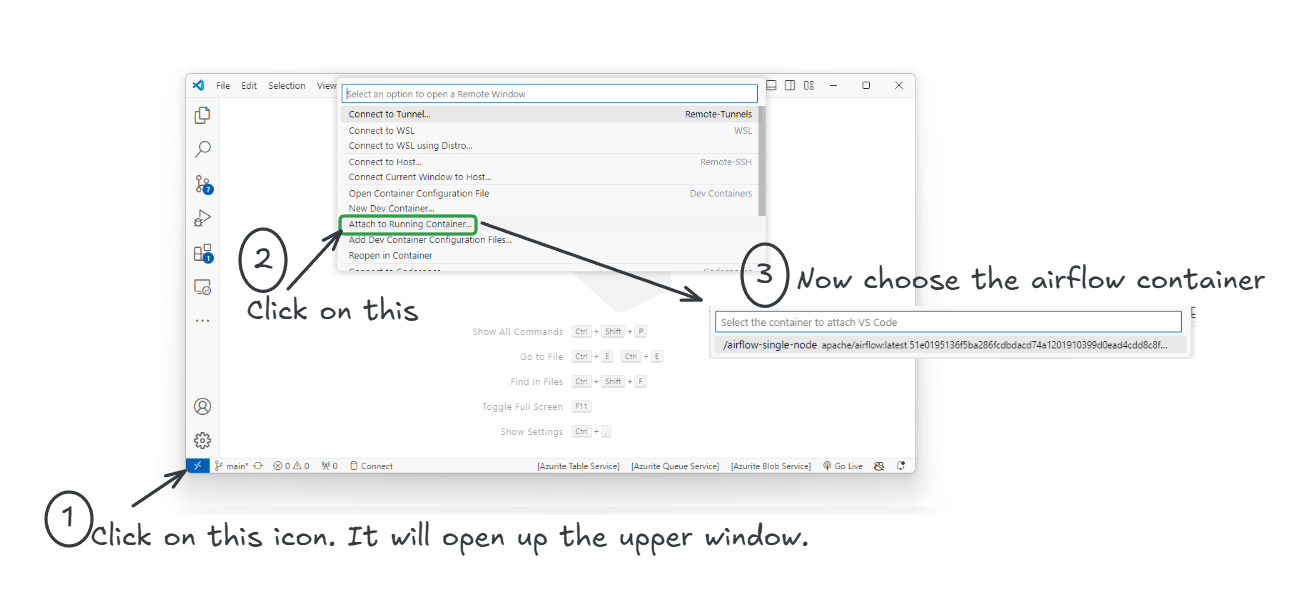 File Edit Selection View
Select an option to open a Remote Window
Connect to Tunnel... Remote-Tunnels
Connect to WSL WSL
Connect to WSL using Distro...
Connect to Host... Remote-SSH
Connect Current Window to Host...
Open Container Configuration File Dev Containers
New Dev Container...
Attach to Running Container...
Add Dev Container Configuration Files...
Reopen in Container
7
1
2
Click on this
3 Now choose the airflow container
Select the container to attach VS Code
/airflow-single-node apache/airflow:latest 51e0195136f5ba286fcdbdacd74a1201910399d0ead4cdd8c8f...
Show All Commands Ctrl + Shift + P
Go to File Ctrl + E Ctrl + E
Find in Files Ctrl + Shift + F
Toggle Full Screen F11
Show Settings Ctrl + ,
main* 0 0 0 Connect [Azurite Table Service] [Azurite Queue Service] [Azurite Blob Service] Go Live
1 Click on this icon. It will open up the upper window.